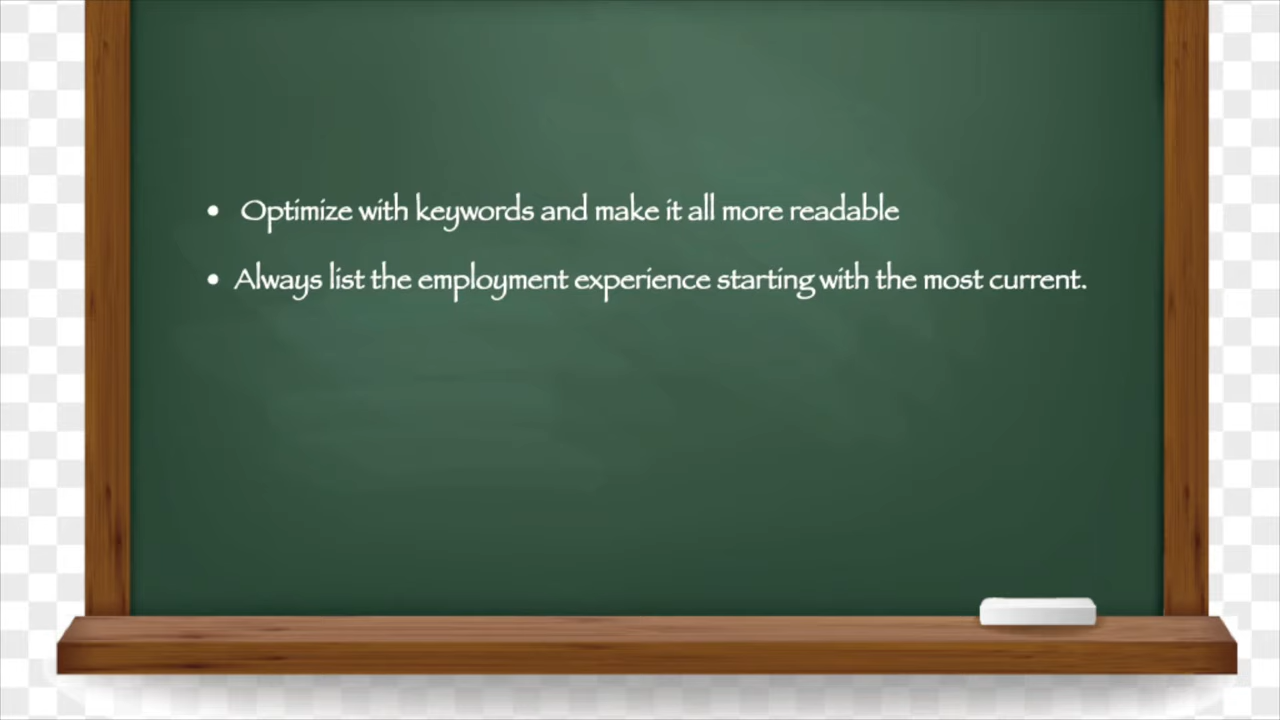 • Optimize with keywords and make it all more readable
• Always list the employment experience starting with the most current.